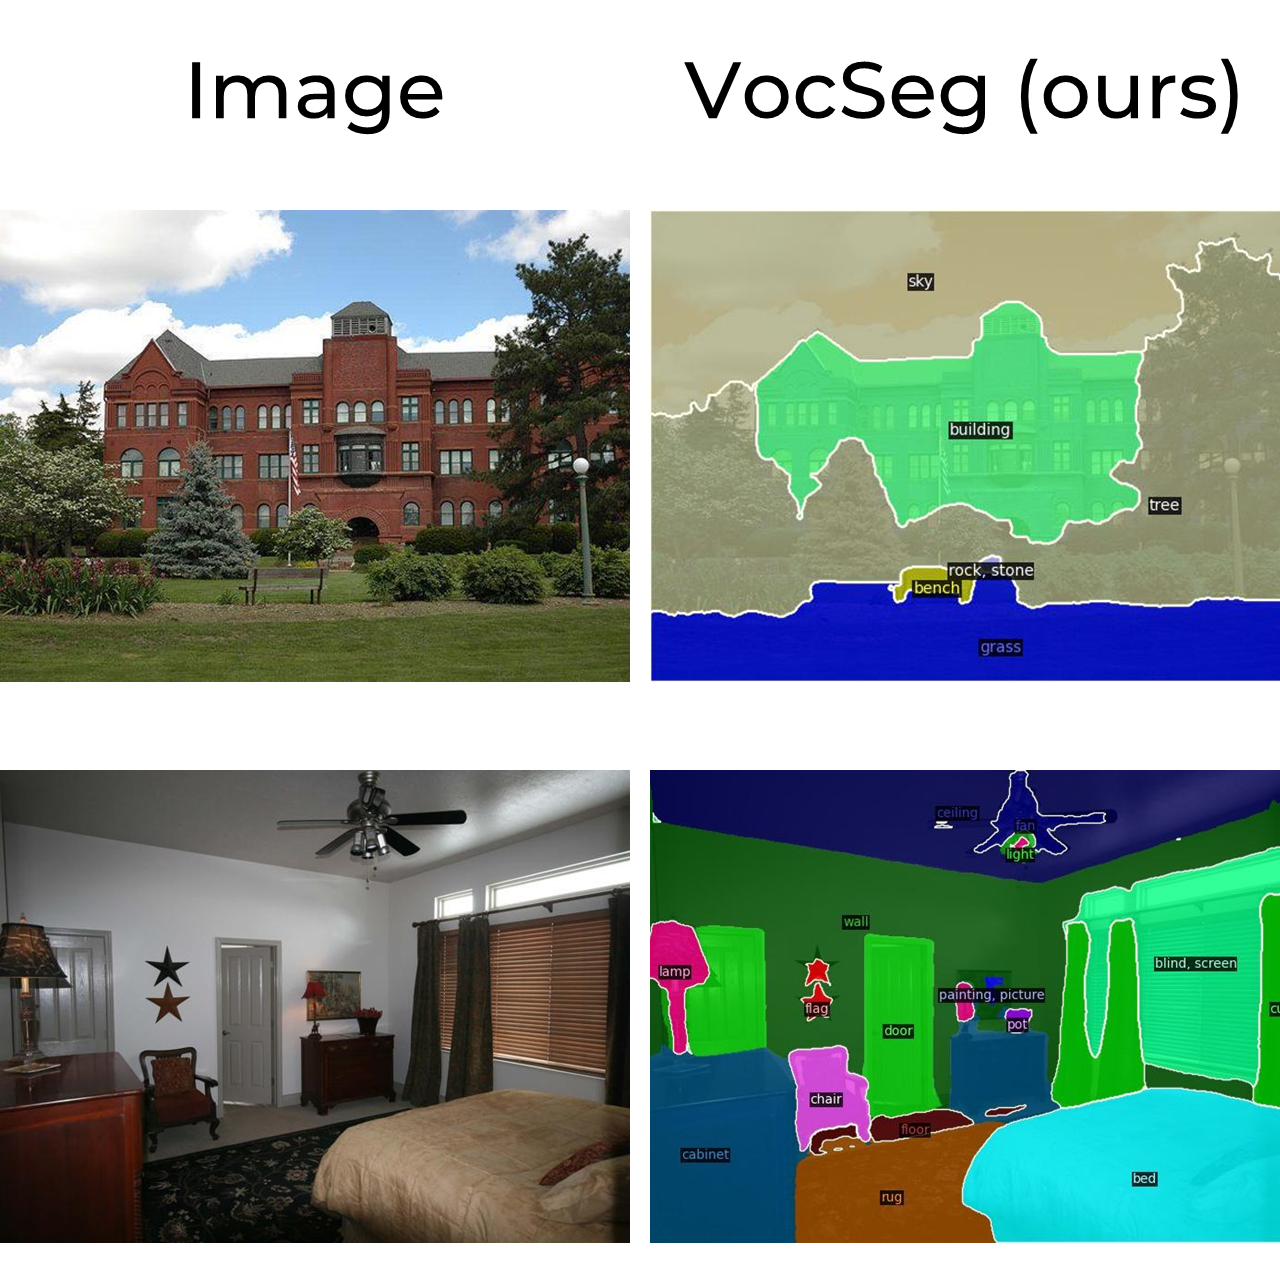 Image
VocSeg (ours)
sky
building
tree
rock, stone
bench
grass
ceiling
fan
light
wall
lamp
blind, screen
painting, picture
flag
pot
door
chair
floor
cabinet
bed
rug